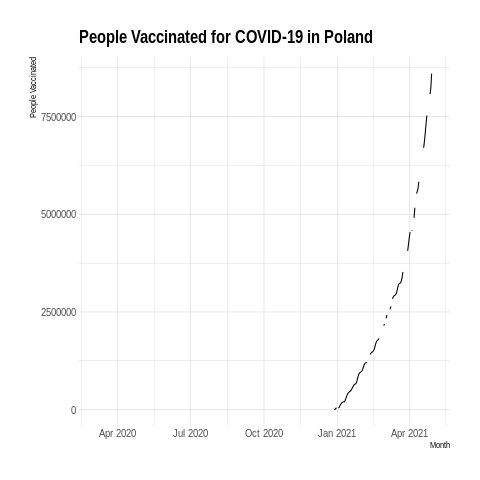 People Vaccinated for COVID-19 in Poland
People Vaccinated
7500000
5000000
2500000
0
Apr 2020 Jul 2020 Oct 2020 Jan 2021 Apr 2021
Month